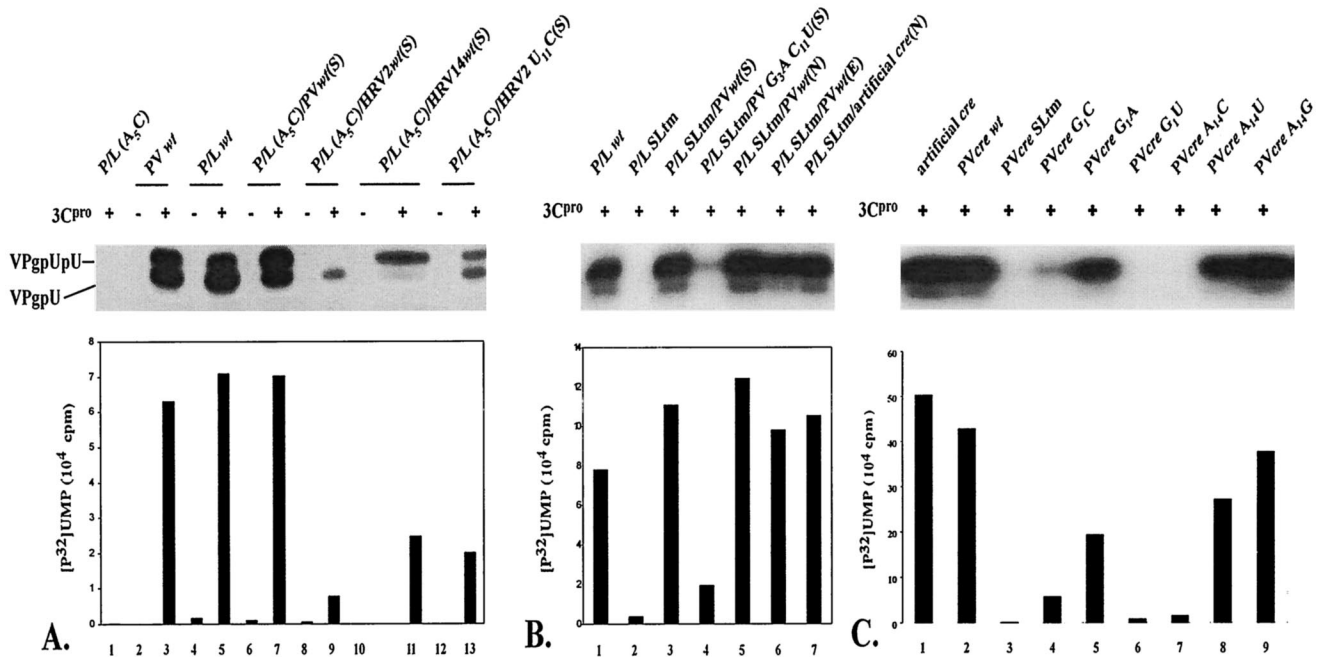 P/L (A₅C)
PV wt
P/L wt
P/L (A₅C)/PVwt(S)
P/L (A₅C)/HRV2wt(S)
P/L (A₅C)/HRV14wt(S)
P/L (A₅C)/HRV2 U₁₁C(S)
3Cᵖʳᵒ + - + - + - + - + - + - +
VPgpUpU
VPgpU
[P³²]UMP (10⁴ cpm)
8
7
6
5
4
3
2
1
0
1 2 3 4 5 6 7 8 9 10 11 12 13
A.
P/L wt
P/L SLtm
P/L SLtm/PVwt(S)
P/L SLtm/PV G₃A C₁₁U(S)
P/L SLtm/PVwt(N)
P/L SLtm/PVwt(E)
P/L SLtm/artificial cre(N)
3Cᵖʳᵒ + + + + + + +
[P³²]UMP (10⁴ cpm)
14
12
10
8
6
4
2
0
1 2 3 4 5 6 7
B.
artificial cre
PVcre wt
PVcre SLtm
PVcre G₁C
PVcre G₁A
PVcre G₁U
PVcre A₁₄C
PVcre A₁₄U
PVcre A₁₄G
3Cᵖʳᵒ + + + + + + + + +
[P³²]UMP (10⁴ cpm)
60
50
40
30
20
10
0
1 2 3 4 5 6 7 8 9
C.